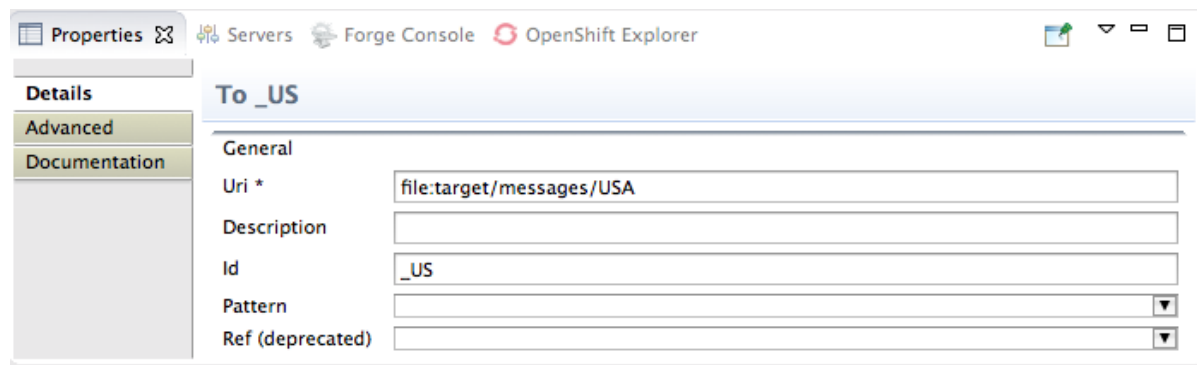 Properties Servers Forge Console OpenShift Explorer
Details
Advanced
Documentation
To _US
General
Uri * file:target/messages/USA
Description
Id _US
Pattern
Ref (deprecated)